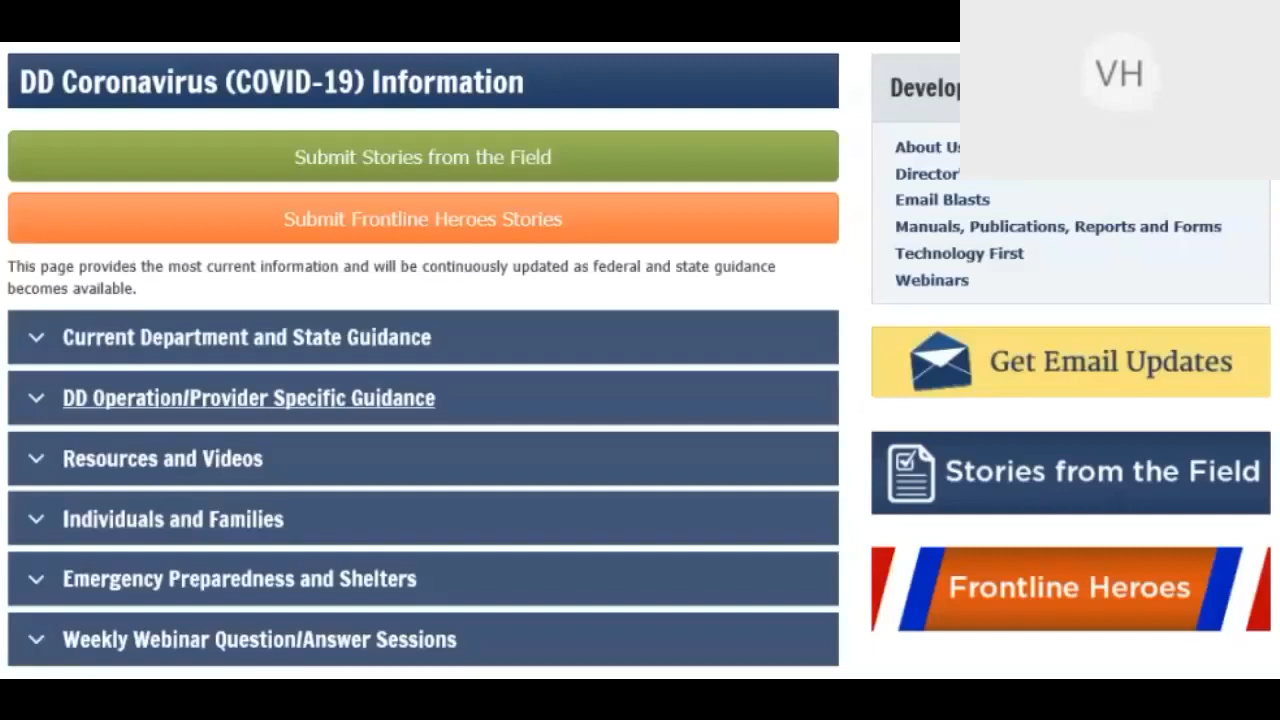 DD Coronavirus (COVID-19) Information
Submit Stories from the Field
Submit Frontline Heroes Stories
This page provides the most current information and will be continuously updated as federal and state guidance
becomes available.
Current Department and State Guidance
DD Operation/Provider Specific Guidance
Resources and Videos
Individuals and Families
Emergency Preparedness and Shelters
Weekly Webinar Question/Answer Sessions
VH
About
Director'
Email Blasts
Manuals, Publications, Reports and Forms
Technology First
Webinars
Get Email Updates
Stories from the Field
Frontline Heroes